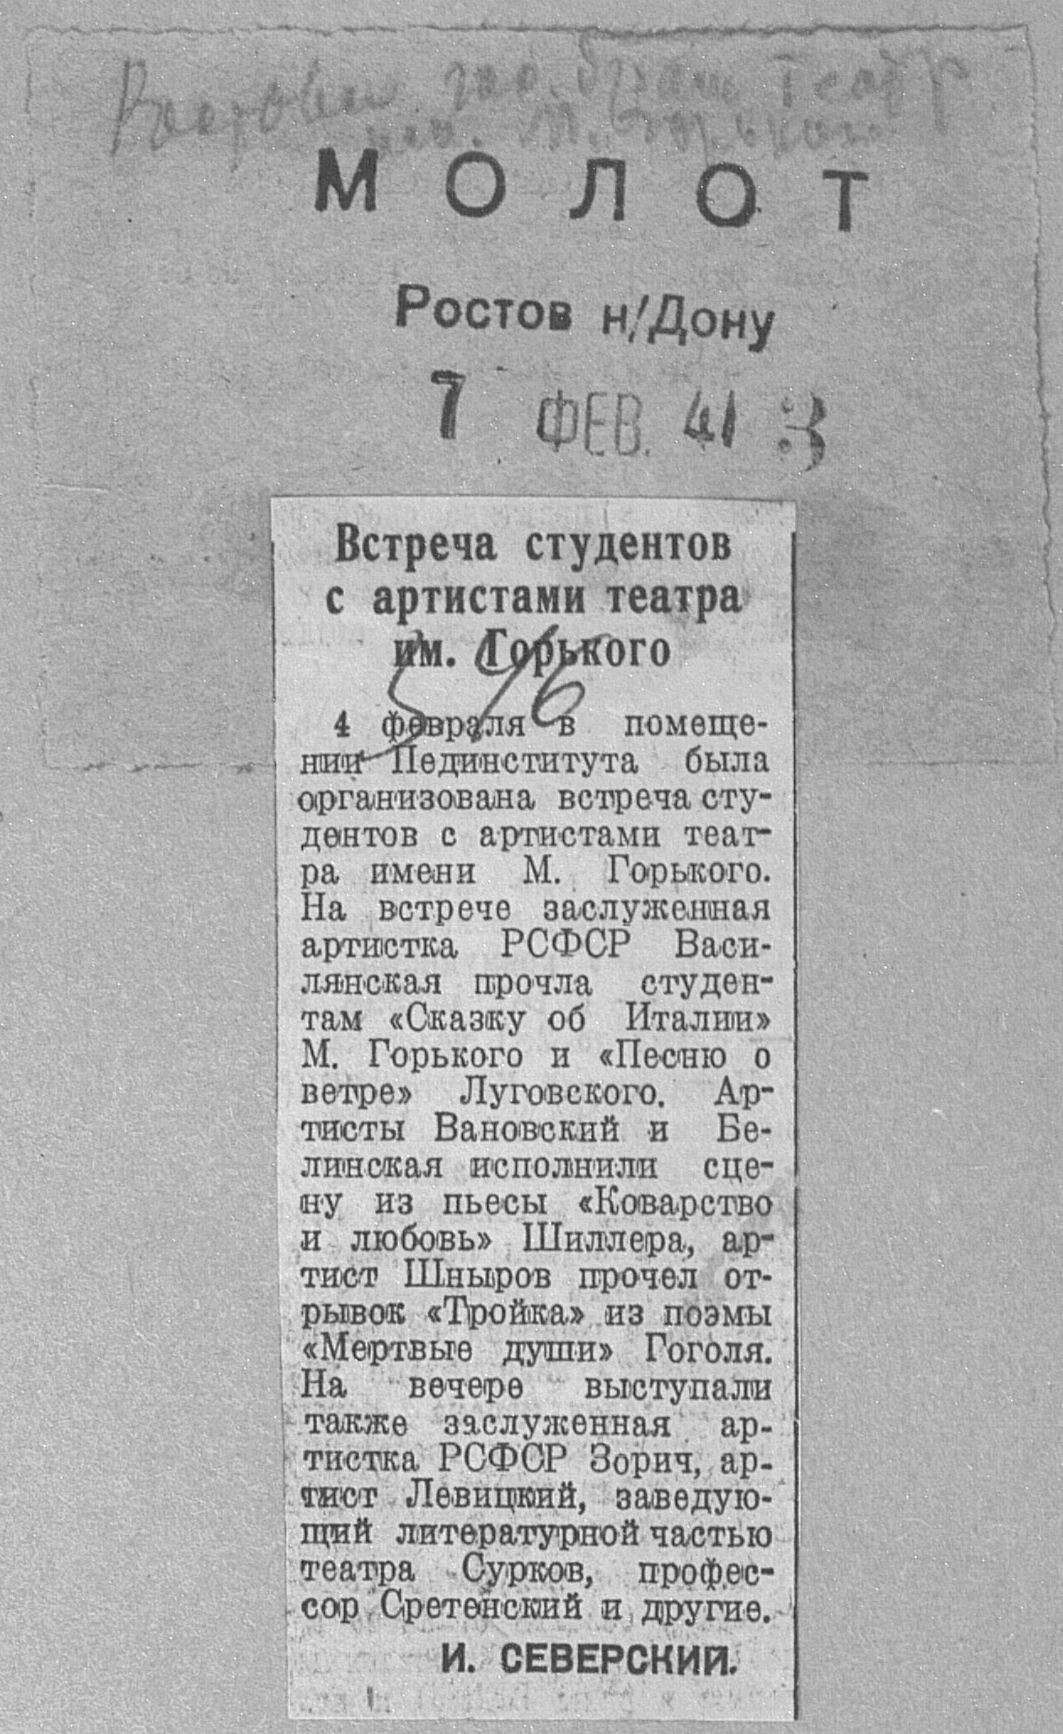 театр
М. Горького
МОЛОТ
Ростов н/Дону
7 ФЕВ. 41
Встреча студентов
с артистами театра
им. Горького
4 февраля в помеще-
нии Пединститута была
организована встреча сту-
дентов с артистами теат-
ра имени М. Горького.
На встрече заслуженная
артистка РСФСР Васи-
лянская прочла студен-
там «Сказку об Италии»
М. Горького и «Песню о
ветре» Луговского. Ар-
тисты Вановский и Бе-
линская исполнили сце-
ну из пьесы «Коварство
и любовь» Шиллера, ар-
тист Шныров прочел от-
рывок «Тройка» из поэмы
«Мертвые души» Гоголя.
На вечере выступали
также заслуженная ар-
тистка РСФСР Зорич, ар-
тист Левицкий, заведую-
щий литературной частью
театра Сурков, профес-
сор Сретенский и другие.
И. СЕВЕРСКИЙ.